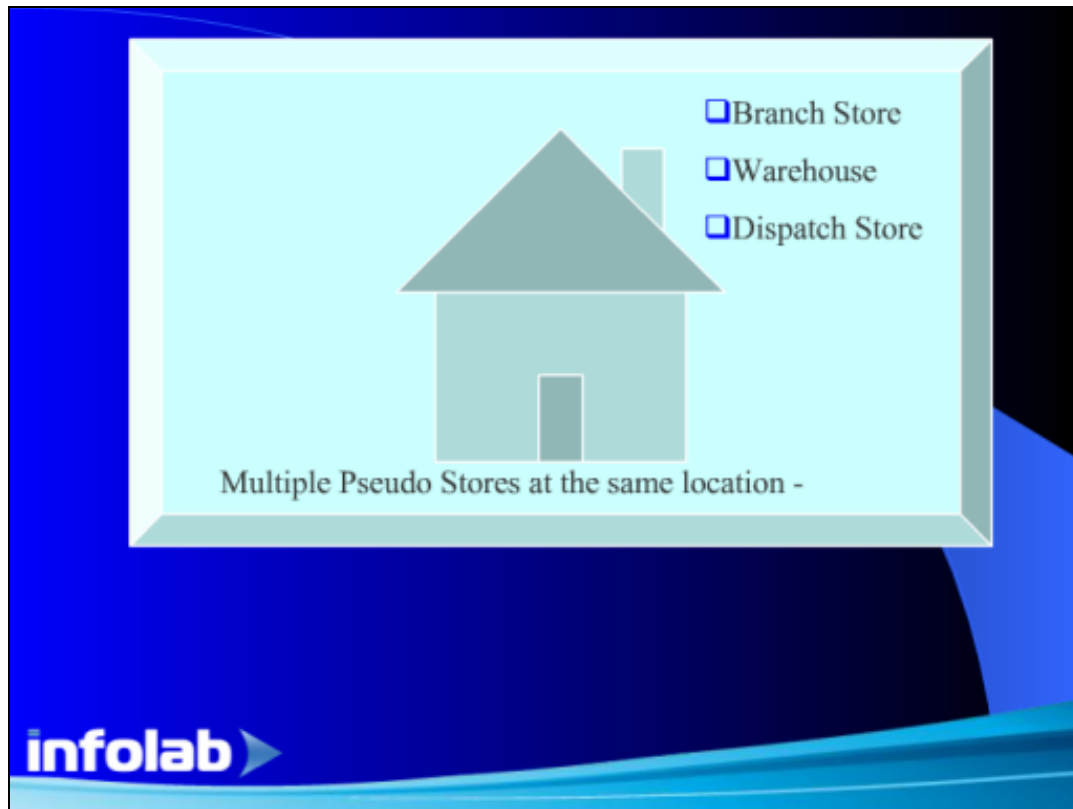 Branch Store
Warehouse
Dispatch Store
Multiple Pseudo Stores at the same location -
infolab